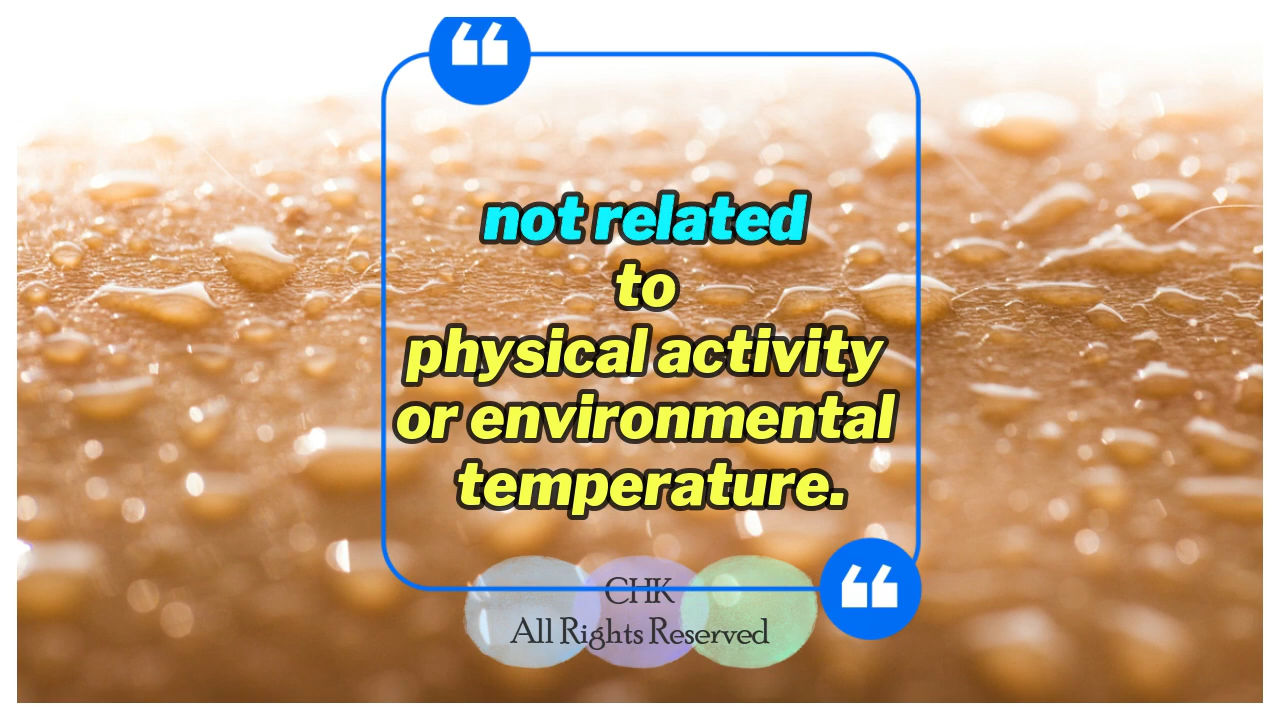 not related
to
physical activity
or environmental
temperature.
CHK
All Rights Reserved